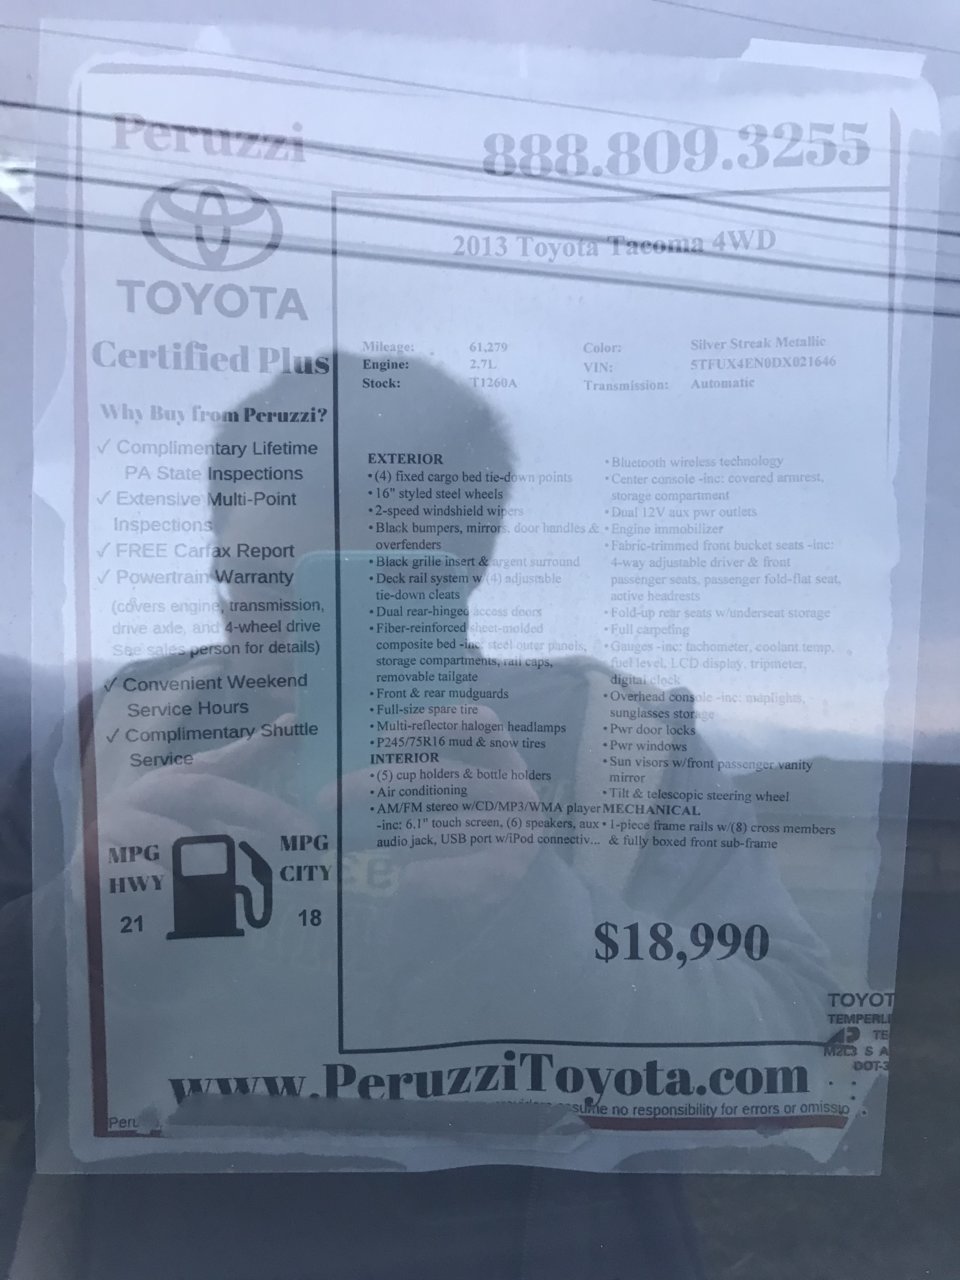 Peruzzi
888.809.3255
TOYOTA
Certified Plus
Why Buy from Peruzzi?
✓ Complimentary Lifetime
PA State Inspections
✓ Extensive Multi-Point
Inspections
✓ FREE Carfax Report
✓ Powertrain Warranty
(covers engine, transmission,
drive axle, and 4-wheel drive
See sales person for details)
✓ Convenient Weekend
Service Hours
✓ Complimentary Shuttle
Service
MPG
HWY
21
MPG
CITY
18
2013 Toyota Tacoma 4WD
Mileage: 61,279
Engine: 2.7L
Stock: T1260A
Color: Silver Streak Metallic
VIN: 5TFUX4EN0DX021646
Transmission: Automatic
EXTERIOR
• (4) fixed cargo bed tie-down points
• 16" styled steel wheels
• 2-speed windshield wipers
• Black bumpers, mirrors, door handles &
overfenders
• Black grille insert & argent surround
• Deck rail system w/(4) adjustable
tie-down cleats
• Dual rear-hinged access doors
• Fiber-reinforced sheet-molded
composite bed -inc: steel outer panels,
storage compartments, rail caps,
removable tailgate
• Front & rear mudguards
• Full-size spare tire
• Multi-reflector halogen headlamps
• P245/75R16 mud & snow tires
INTERIOR
• (5) cup holders & bottle holders
• Air conditioning
• AM/FM stereo w/CD/MP3/WMA player
-inc: 6.1" touch screen, (6) speakers, aux
audio jack, USB port w/iPod connectiv...
• Bluetooth wireless technology
• Center console -inc: covered armrest,
storage compartment
• Dual 12V aux pwr outlets
• Engine immobilizer
• Fabric-trimmed front bucket seats -inc:
4-way adjustable driver & front
passenger seats, passenger fold-flat seat,
active headrests
• Fold-up rear seats w/underseat storage
• Full carpeting
• Gauges -inc: tachometer, coolant temp,
fuel level, LCD display, tripmeter,
digital clock
• Overhead console -inc: maplights,
sunglasses storage
• Pwr door locks
• Pwr windows
• Sun visors w/front passenger vanity
mirror
• Tilt & telescopic steering wheel
MECHANICAL
• 1-piece frame rails w/(8) cross members
& fully boxed front sub-frame
$18,990
www.PeruzziToyota.com
assume no responsibility for errors or omissio
TOYOT
TEMPERLI
TE
M2C3 S A
DOT-3